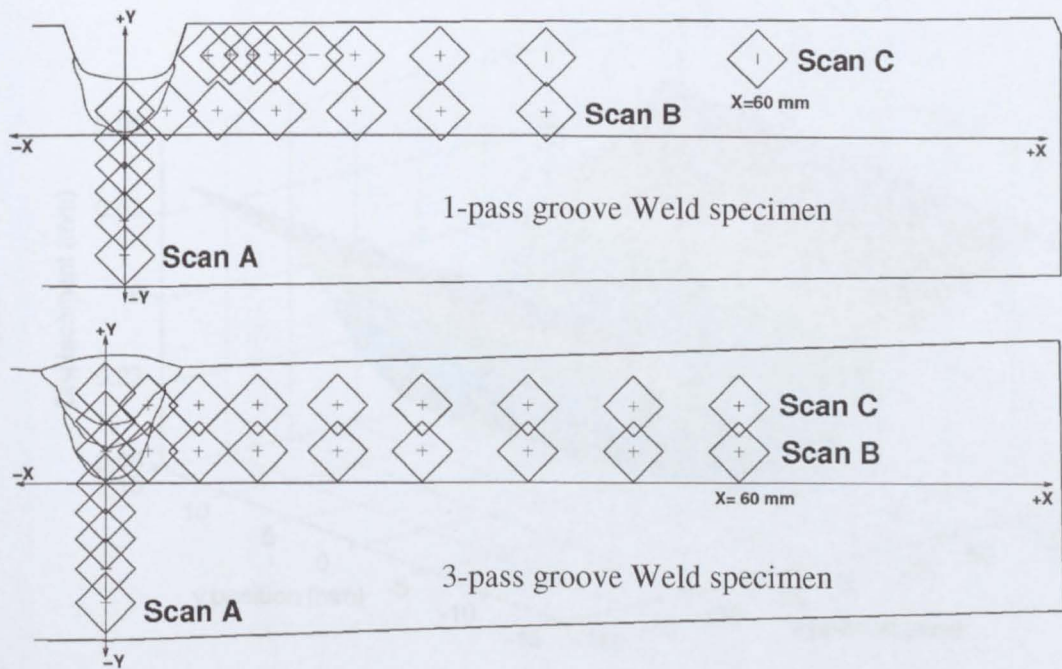 +Y
Scan C
X=60 mm
Scan B
-X
+X
1-pass groove Weld specimen
Scan A
-Y
+Y
Scan C
Scan B
-X
X= 60 mm
+X
3-pass groove Weld specimen
Scan A
-Y